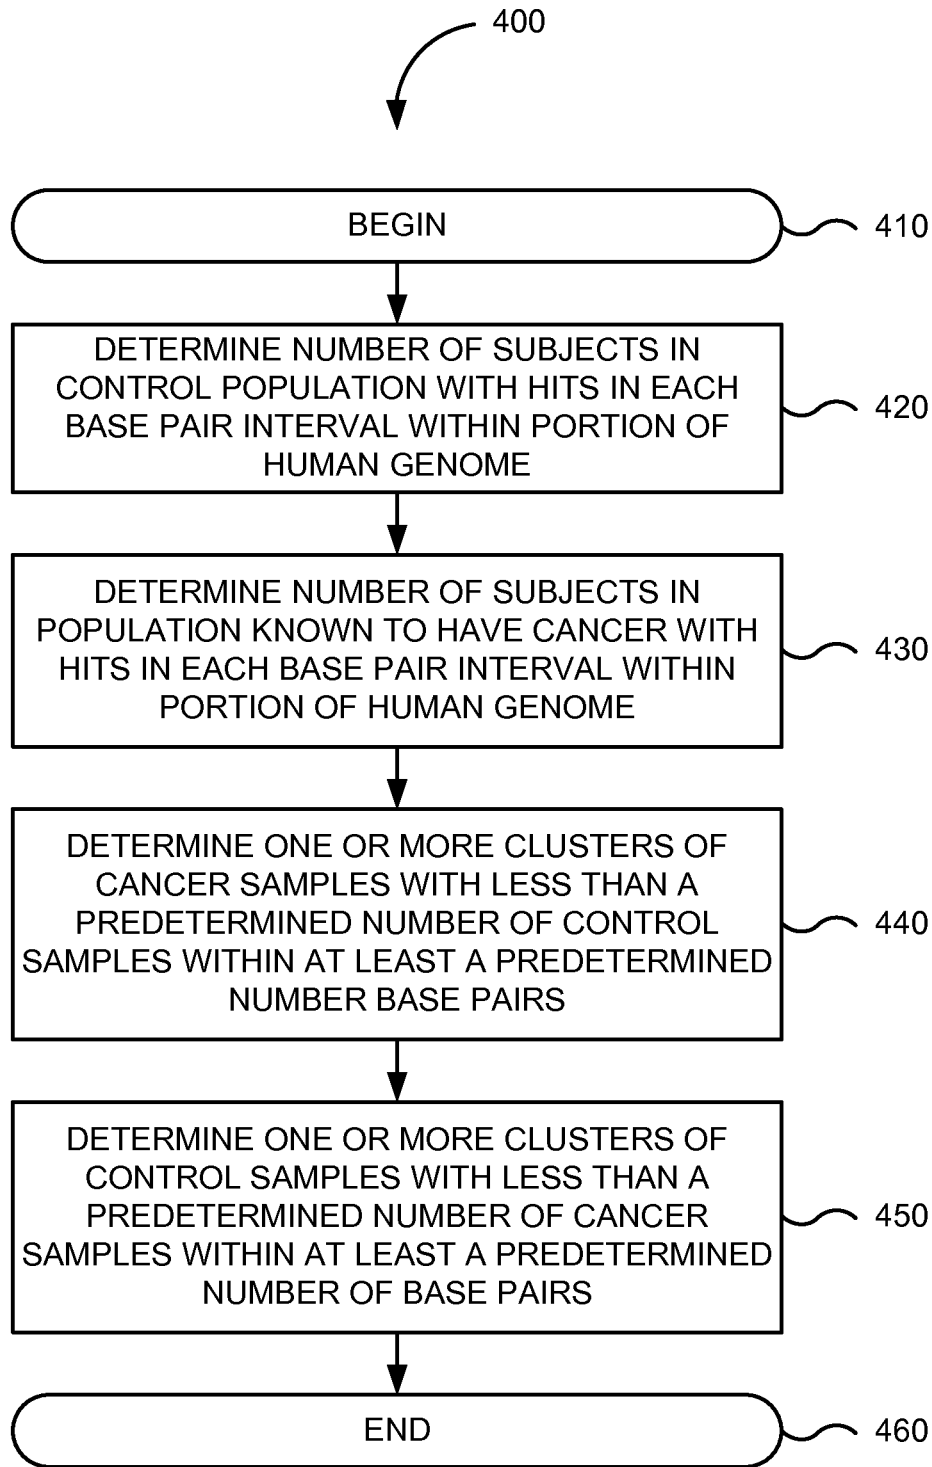 400
BEGIN
410
DETERMINE NUMBER OF SUBJECTS IN
CONTROL POPULATION WITH HITS IN EACH
BASE PAIR INTERVAL WITHIN PORTION OF
HUMAN GENOME
420
DETERMINE NUMBER OF SUBJECTS IN
POPULATION KNOWN TO HAVE CANCER WITH
HITS IN EACH BASE PAIR INTERVAL WITHIN
PORTION OF HUMAN GENOME
430
DETERMINE ONE OR MORE CLUSTERS OF
CANCER SAMPLES WITH LESS THAN A
PREDETERMINED NUMBER OF CONTROL
SAMPLES WITHIN AT LEAST A PREDETERMINED
NUMBER BASE PAIRS
440
DETERMINE ONE OR MORE CLUSTERS OF
CONTROL SAMPLES WITH LESS THAN A
PREDETERMINED NUMBER OF CANCER
SAMPLES WITHIN AT LEAST A PREDETERMINED
NUMBER OF BASE PAIRS
450
END
460